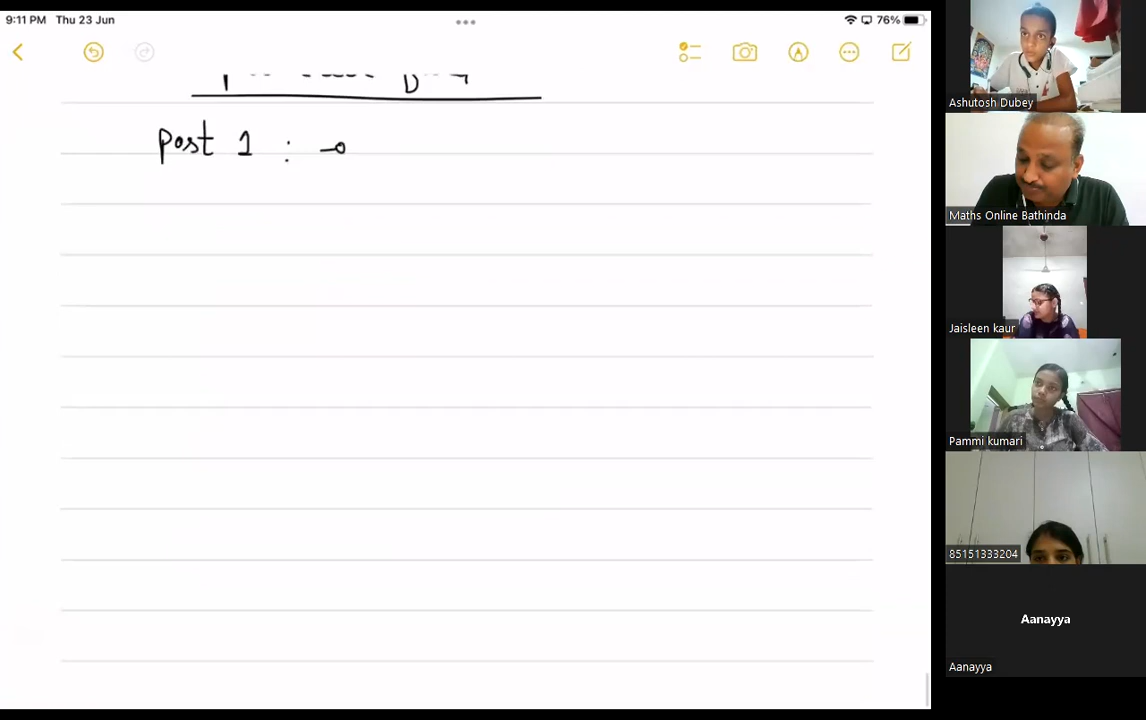 9:11 PM Thu 23 Jun 76%
Post 1 :
Ashutosh Dubey
Maths Online Bathinda
Jaisleen kaur
Pammi kumari
85151333204
Aanayya
Aanayya